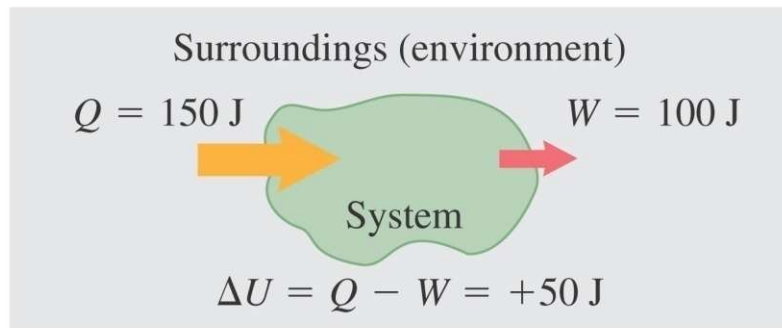 Surroundings (environment)
Q = 150 J
W = 100 J
System
ΔU = Q − W = +50 J